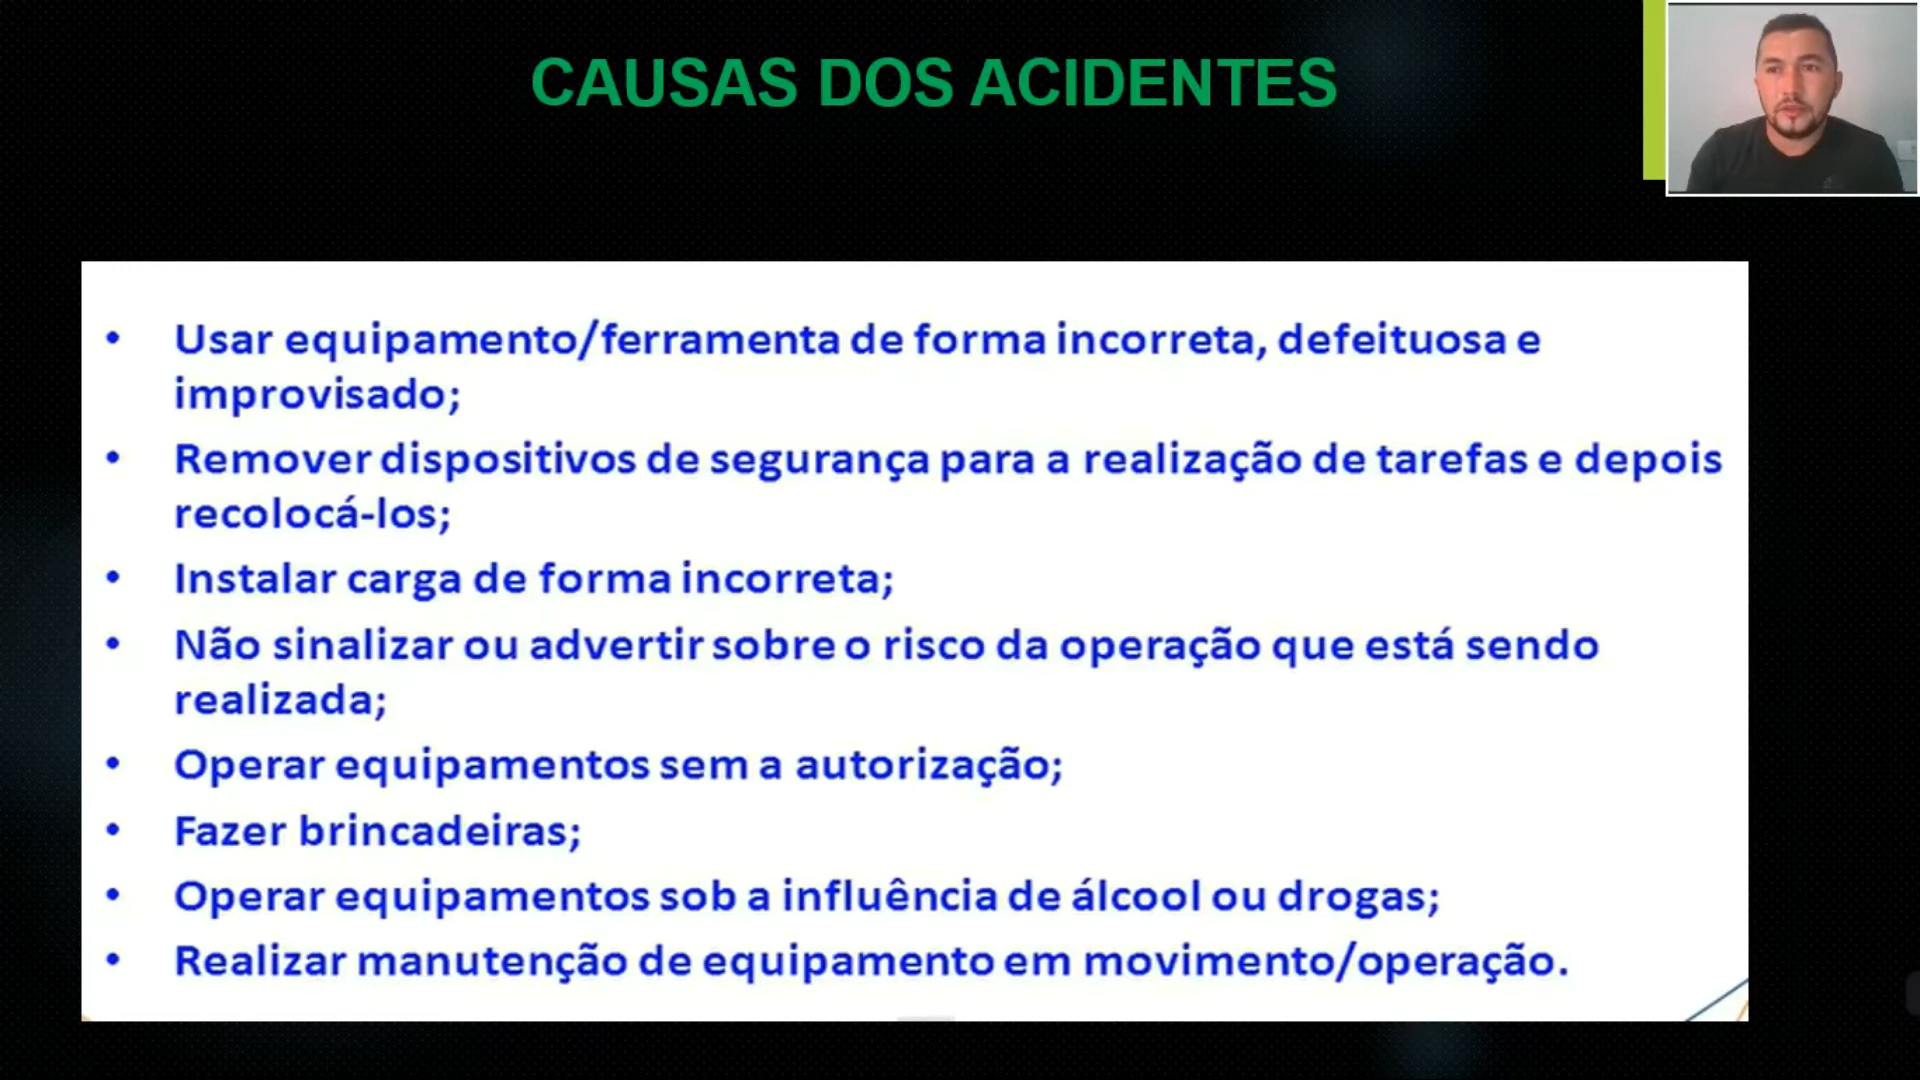 CAUSAS DOS ACIDENTES
• Usar equipamento/ferramenta de forma incorreta, defeituosa e
improvisado;
• Remover dispositivos de segurança para a realização de tarefas e depois
recolocá-los;
• Instalar carga de forma incorreta;
• Não sinalizar ou advertir sobre o risco da operação que está sendo
realizada;
• Operar equipamentos sem a autorização;
• Fazer brincadeiras;
• Operar equipamentos sob a influência de álcool ou drogas;
• Realizar manutenção de equipamento em movimento/operação.